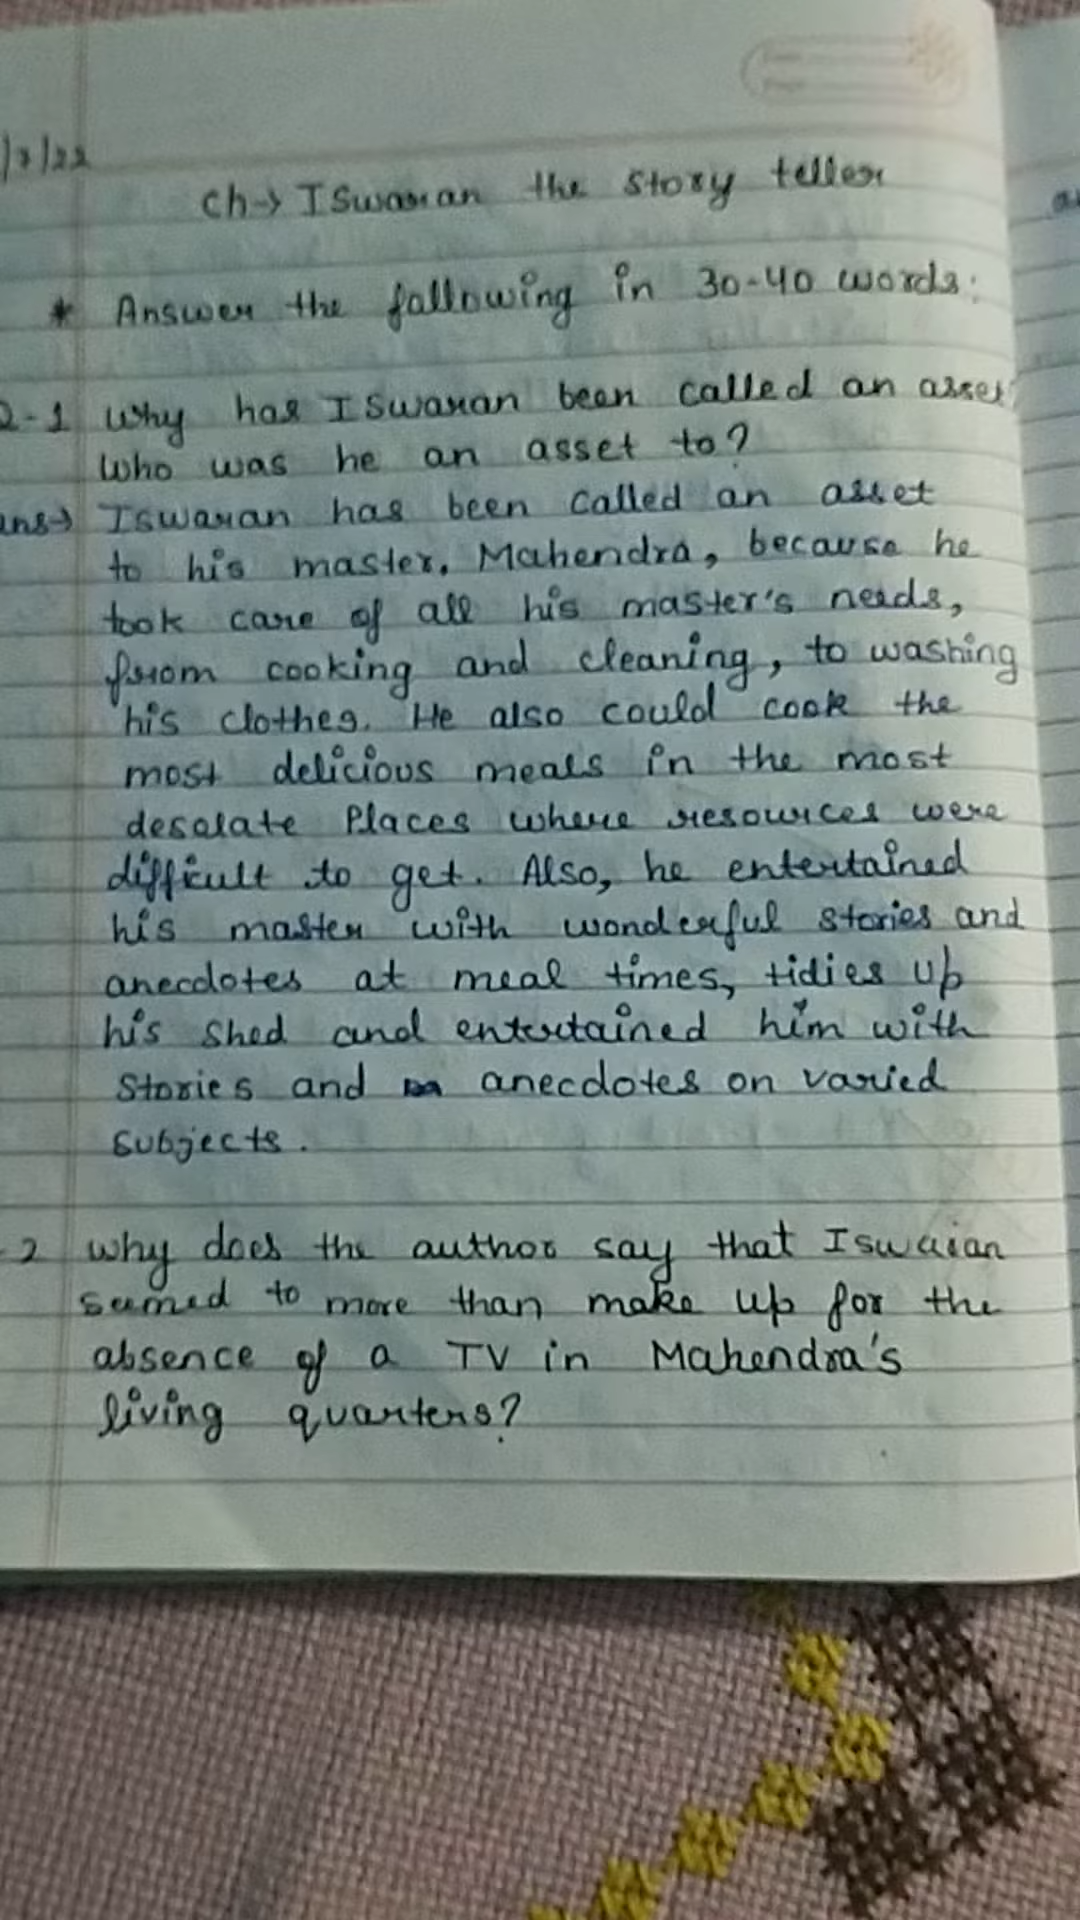 /7/22
Ch→ ISwaran the story teller
* Answer the fallowing in 30-40 words:
Q-1 Why has ISwaran been called an asset
Who was he an asset to?
ans→ Iswaran has been called an asset
to his master. Mahendra, because he
took care of all his master's needs,
from cooking and cleaning, to washing
his clothes. He also could cook the
most delicious meals in the most
desolate Places where resources were
difficult to get. Also, he entertained
his master with wonderful stories and
anecdotes at meal times, tidies up
his Shed and entertained him with
Stories and anecdotes on varied
Subjects.
-2 why does the author say that Iswaran
semed to more than make up for the
absence of a TV in Mahendra's
living quarters?